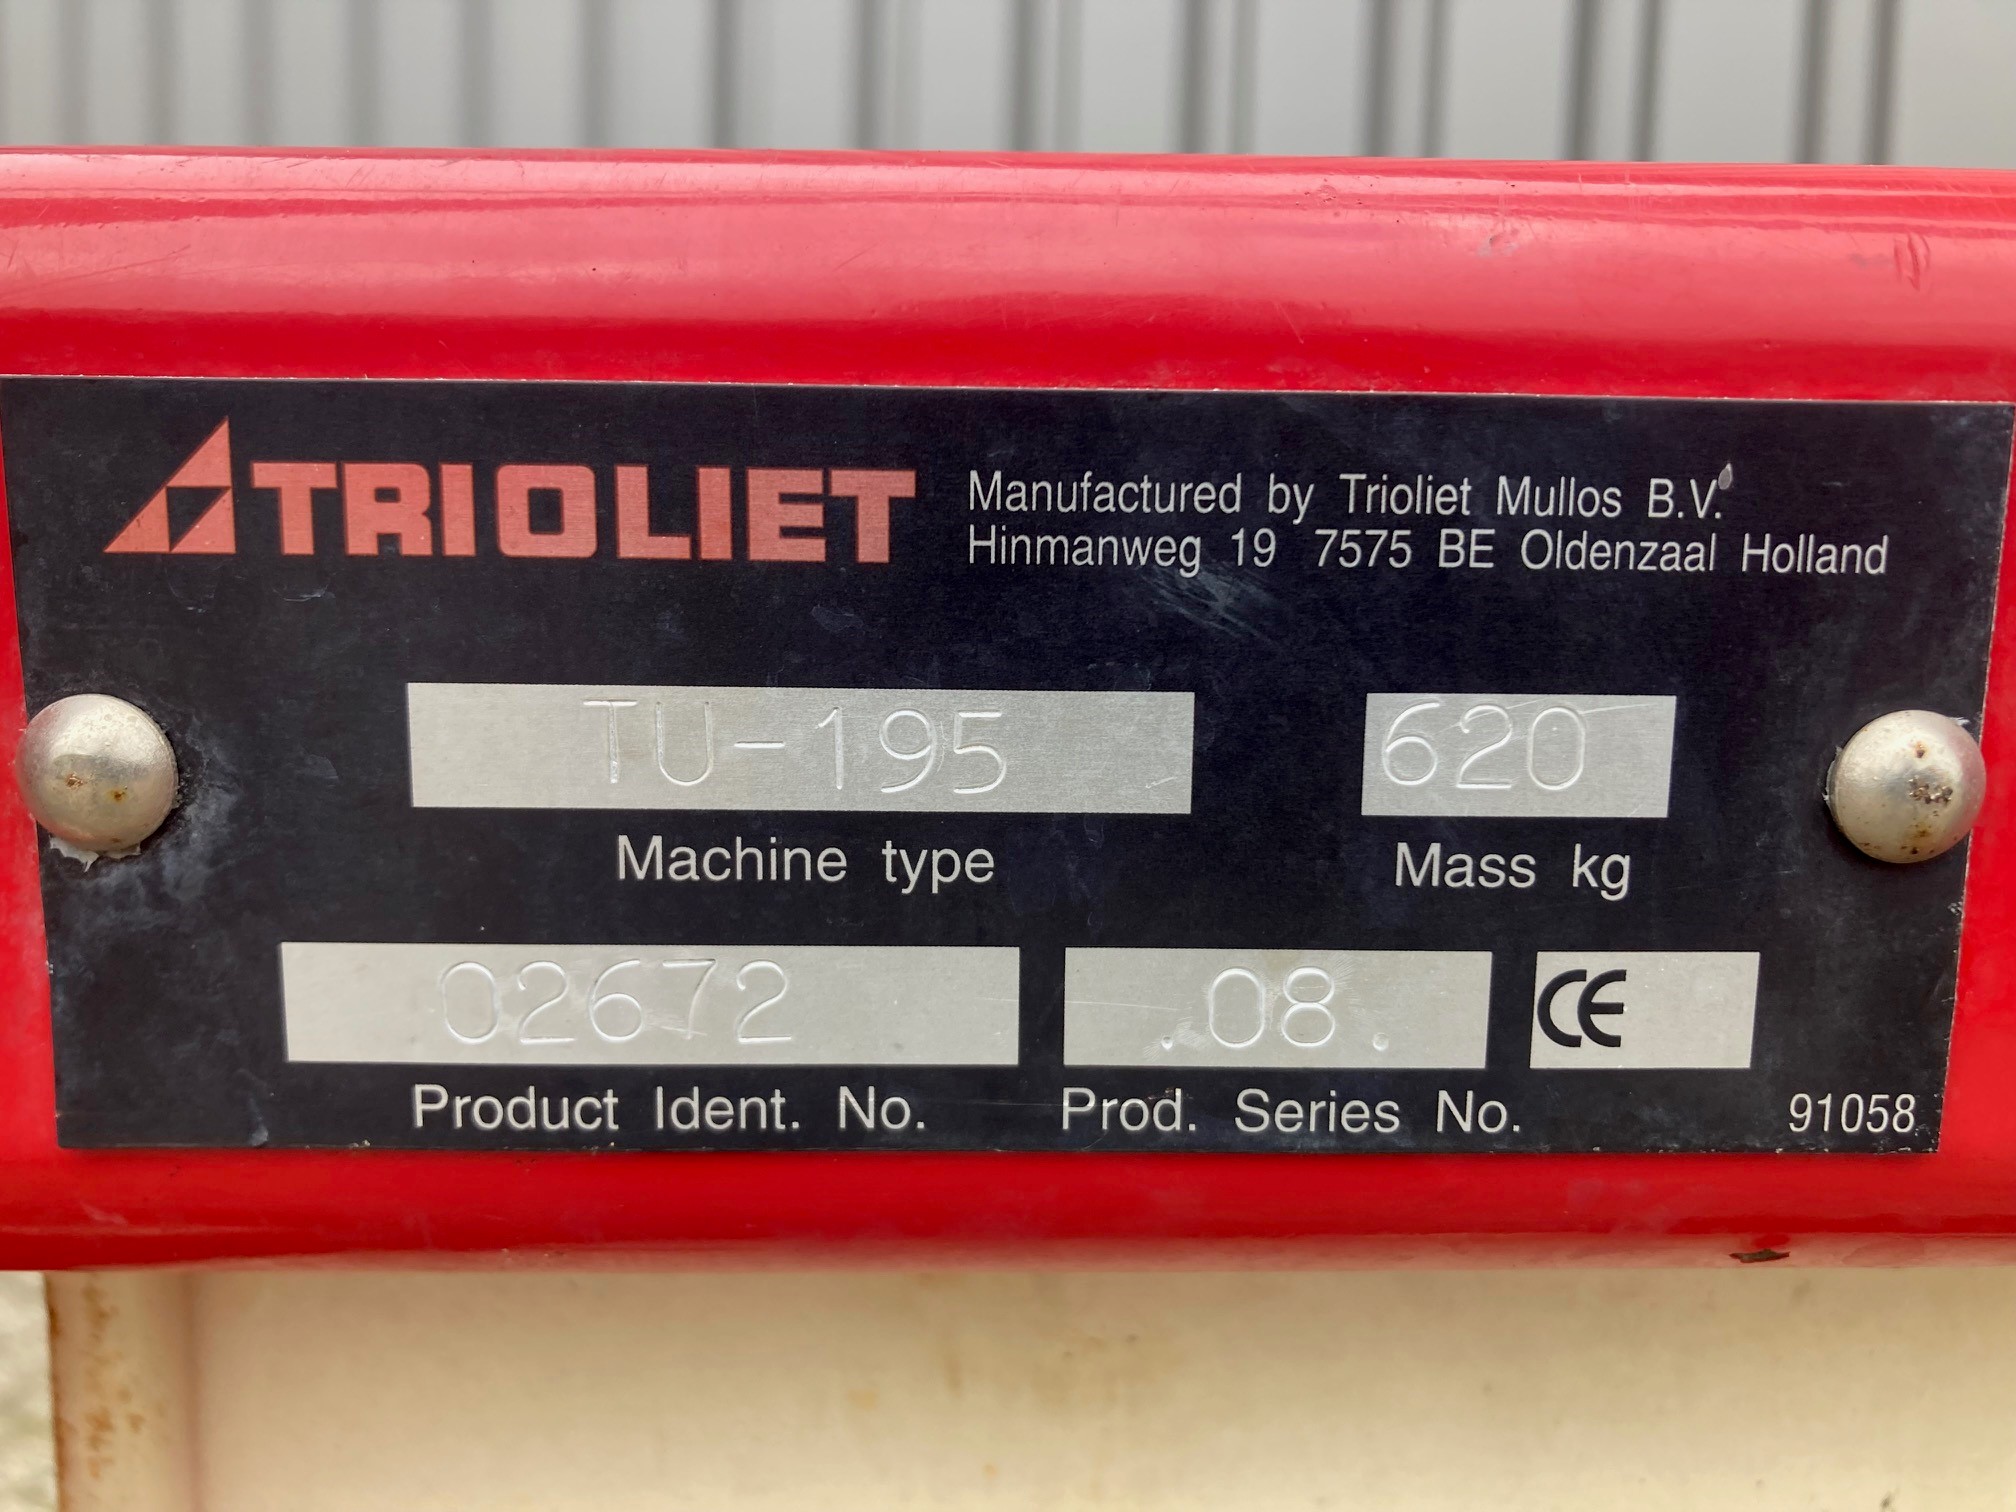 TRIOLIET
Manufactured by Trioliet Mullos B.V.
Hinmanweg 19 7575 BE Oldenzaal Holland
TU-195 620
Machine type Mass kg
02672 .08. CE
Product Ident. No. Prod. Series No. 91058